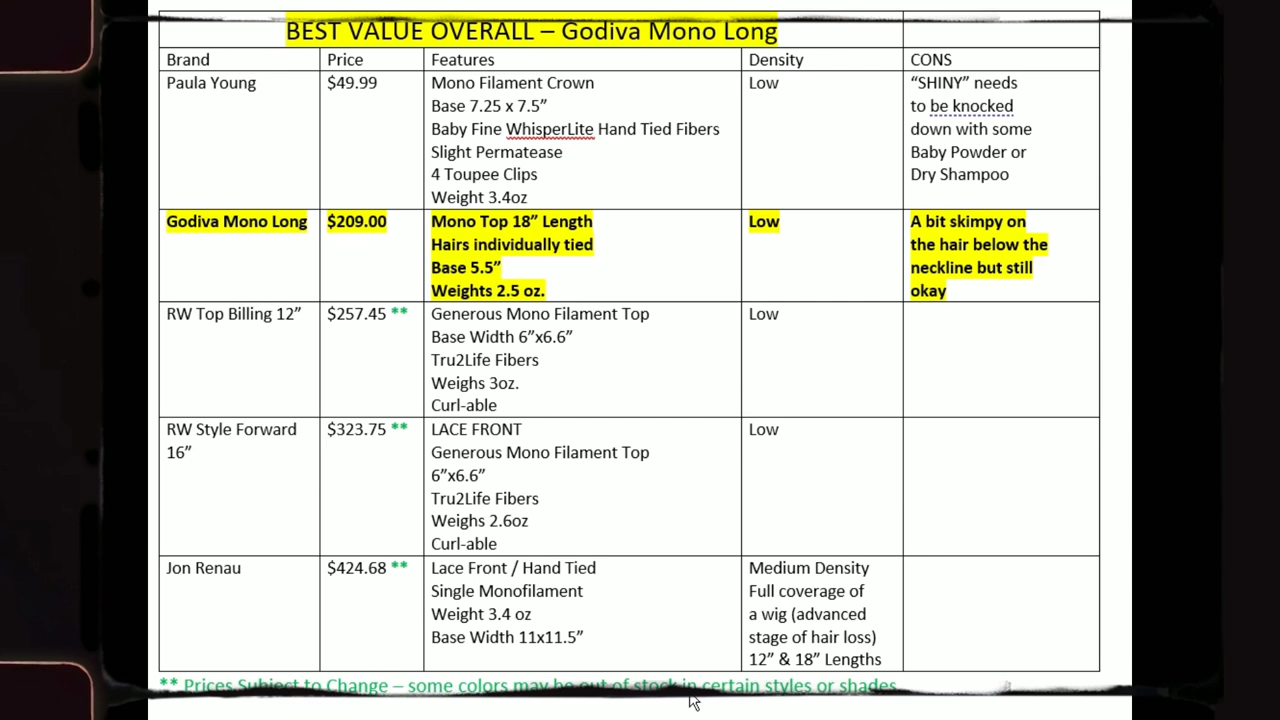 BEST VALUE OVERALL – Godiva Mono Long
Brand Price Features Density CONS
Paula Young $49.99 Mono Filament Crown Low “SHINY” needs
Base 7.25 x 7.5” to be knocked
Baby Fine WhisperLite Hand Tied Fibers down with some
Slight Permatease Baby Powder or
4 Toupee Clips Dry Shampoo
Weight 3.4oz
Godiva Mono Long $209.00 Mono Top 18” Length Low A bit skimpy on
Hairs individually tied the hair below the
Base 5.5” neckline but still
Weights 2.5 oz. okay
RW Top Billing 12” $257.45 ** Generous Mono Filament Top Low
Base Width 6”x6.6”
Tru2Life Fibers
Weighs 3oz.
Curl-able
RW Style Forward $323.75 ** LACE FRONT Low
16” Generous Mono Filament Top
6”x6.6”
Tru2Life Fibers
Weighs 2.6oz
Curl-able
Jon Renau $424.68 ** Lace Front / Hand Tied Medium Density
Single Monofilament Full coverage of
Weight 3.4 oz a wig (advanced
Base Width 11x11.5” stage of hair loss)
12” & 18” Lengths
** Prices Subject to Change – some colors may be out of stock in certain styles or shades